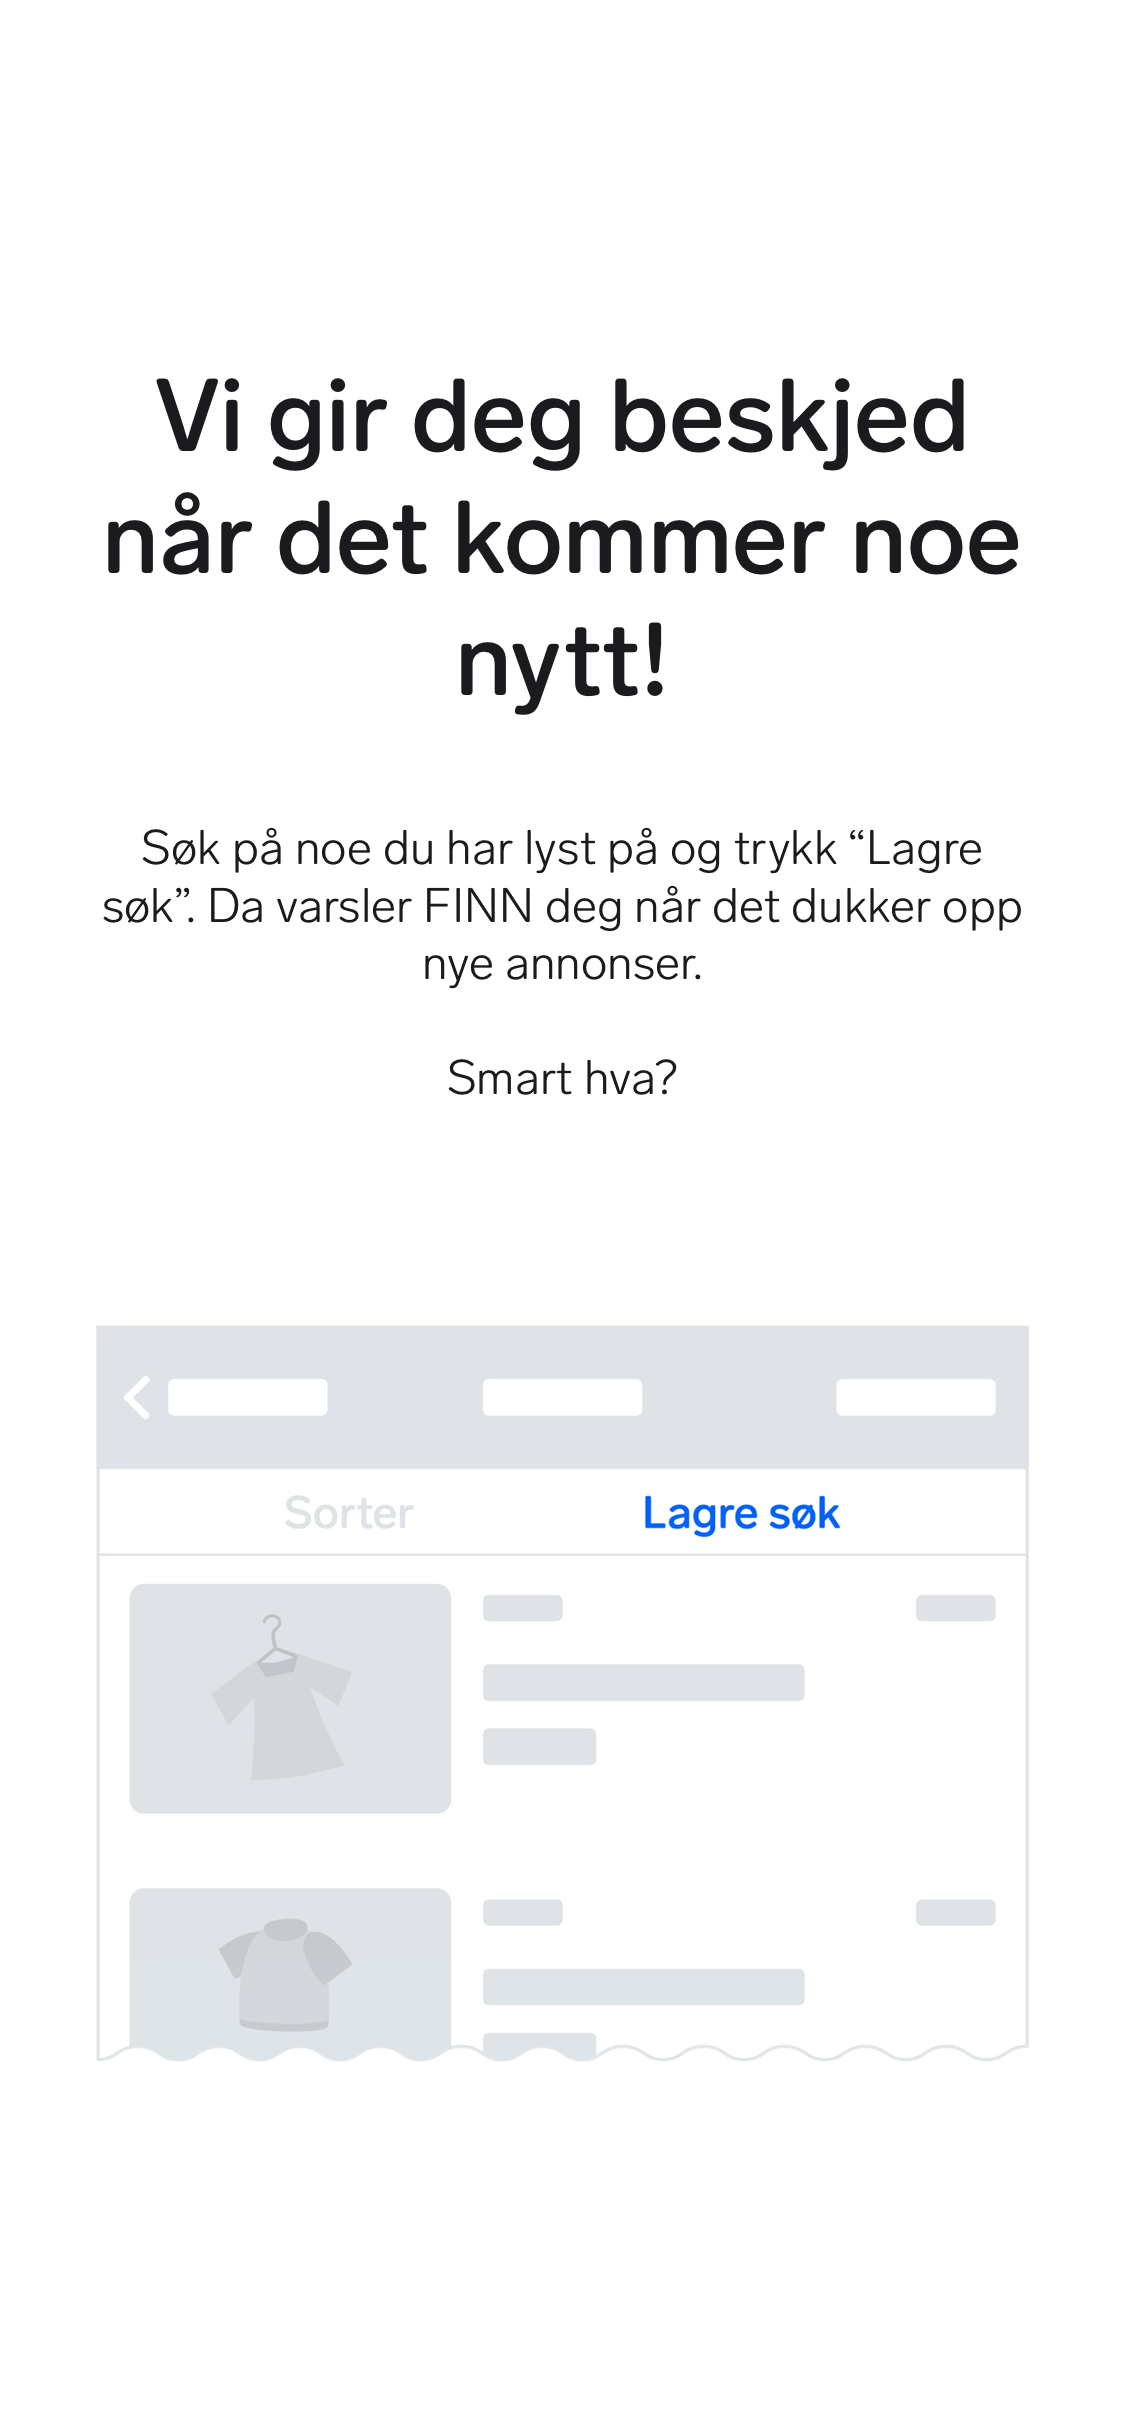 Vi gir deg beskjed
når det kommer noe
nytt!
Søk på noe du har lyst på og trykk “Lagre
søk”. Da varsler FINN deg når det dukker opp
nye annonser.
Smart hva?
Sorter
Lagre søk